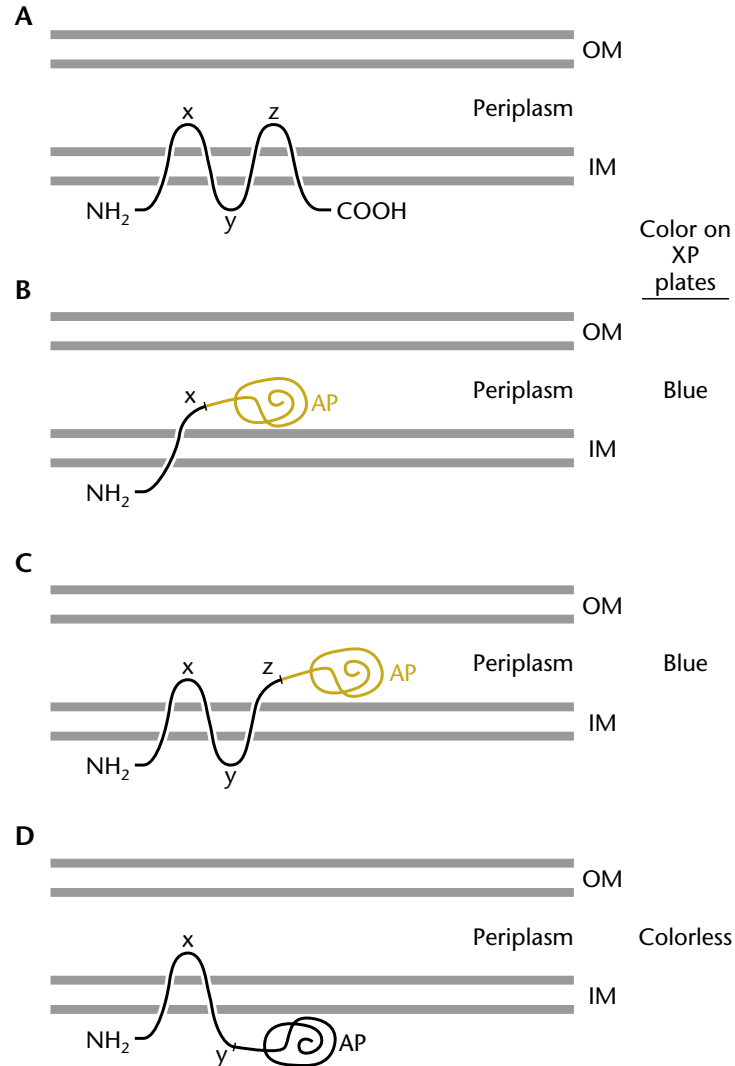 A
OM
x z Periplasm
IM
NH2 y COOH
Color on
XP
plates
B
OM
x AP Periplasm Blue
IM
NH2
C
OM
x z AP Periplasm Blue
IM
NH2 y
D
OM
x Periplasm Colorless
IM
NH2 y AP